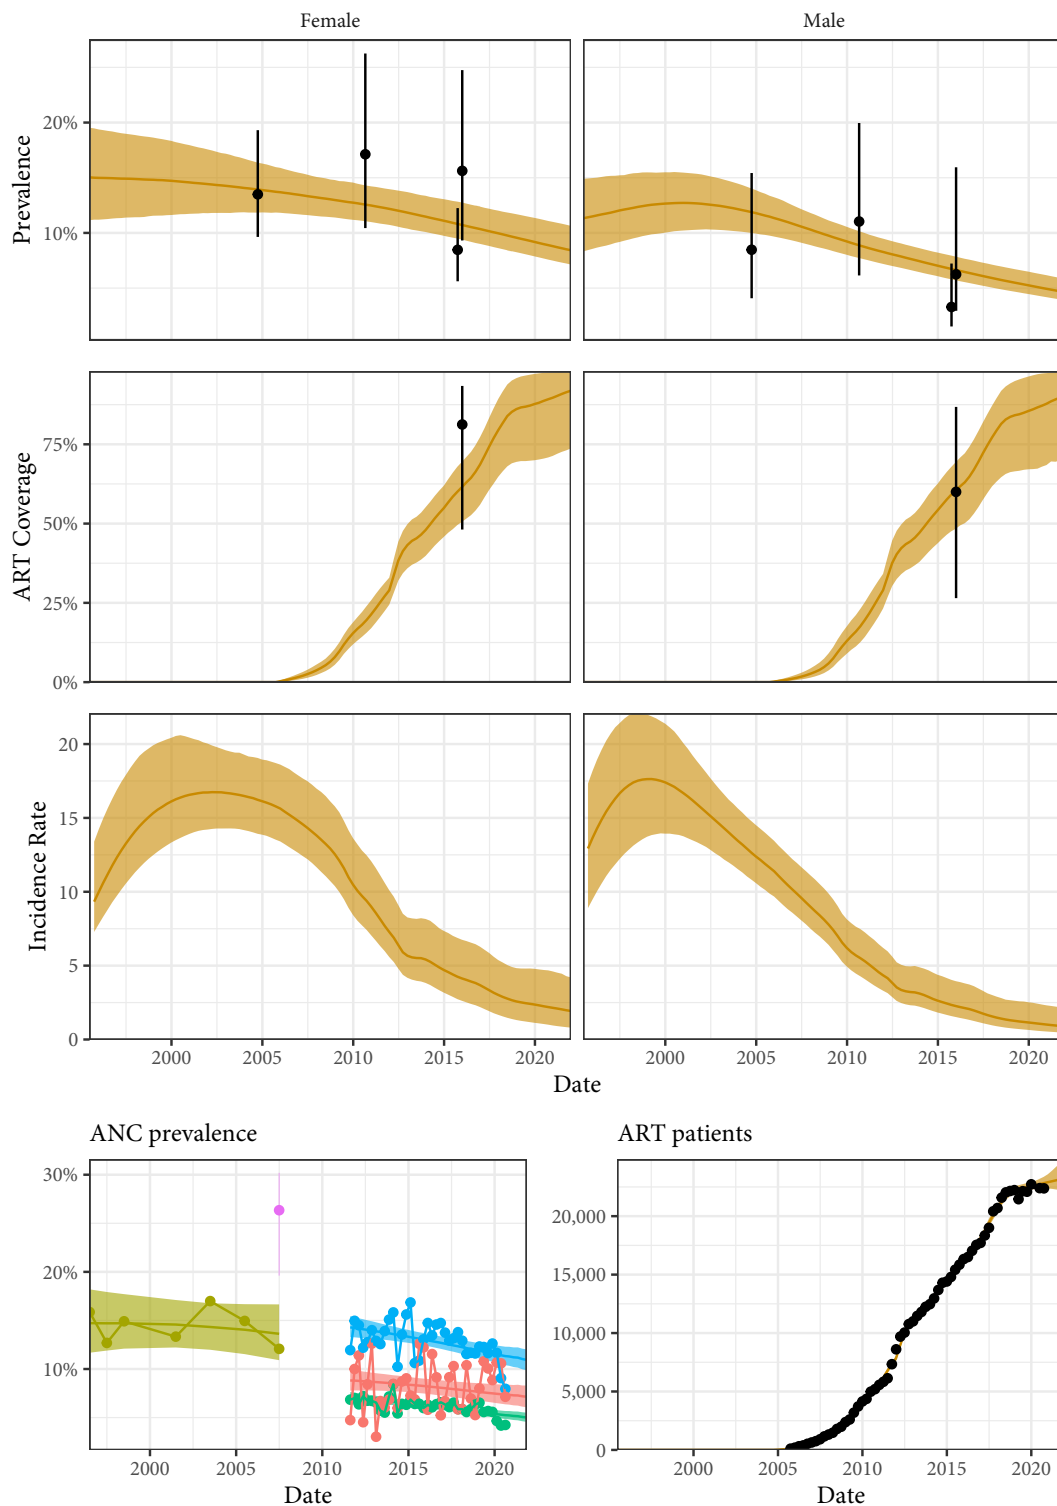 Female Male
Prevalence
20%
10%
ART Coverage
75%
50%
25%
0%
Incidence Rate
20
15
10
5
0
2000 2005 2010 2015 2020 2000 2005 2010 2015 2020
Date
ANC prevalence ART patients
30%
20%
10%
20,000
15,000
10,000
5,000
0
2000 2005 2010 2015 2020 2000 2005 2010 2015 2020
Date Date